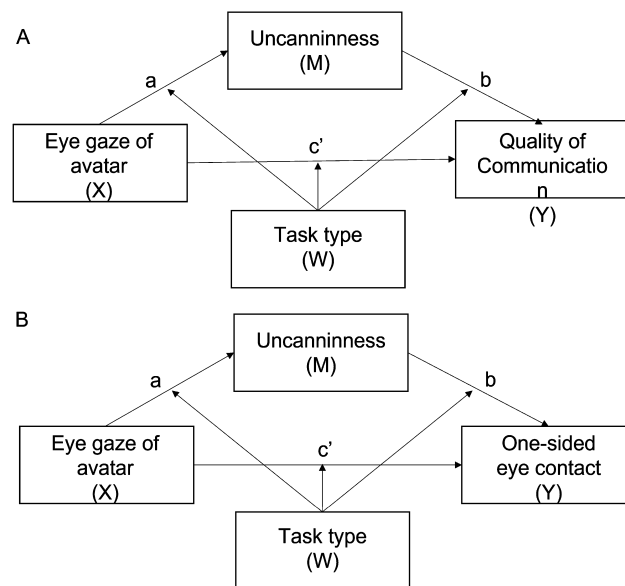 A
Uncanninness
(M)
a
b
Eye gaze of
avatar
(X)
c’
Quality of
Communicatio
n
(Y)
Task type
(W)
B
Uncanninness
(M)
a
b
Eye gaze of
avatar
(X)
c’
One-sided
eye contact
(Y)
Task type
(W)